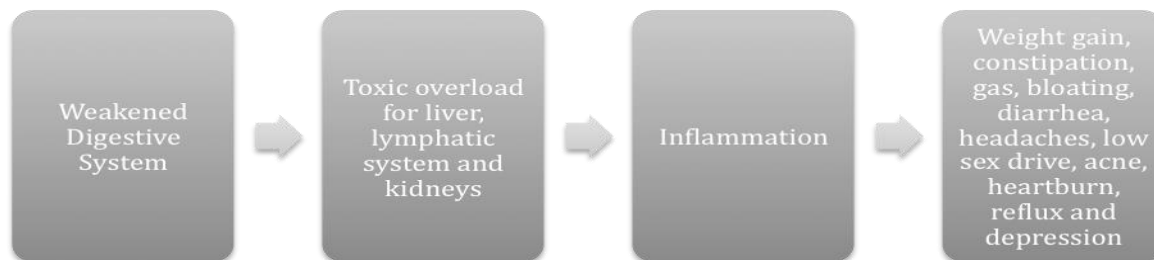 Weakened
Digestive
System
Toxic overload
for liver,
lymphatic
system and
kidneys
Inflammation
Weight gain,
constipation,
gas, bloating,
diarrhea,
headaches, low
sex drive, acne,
heartburn,
reflux and
depression